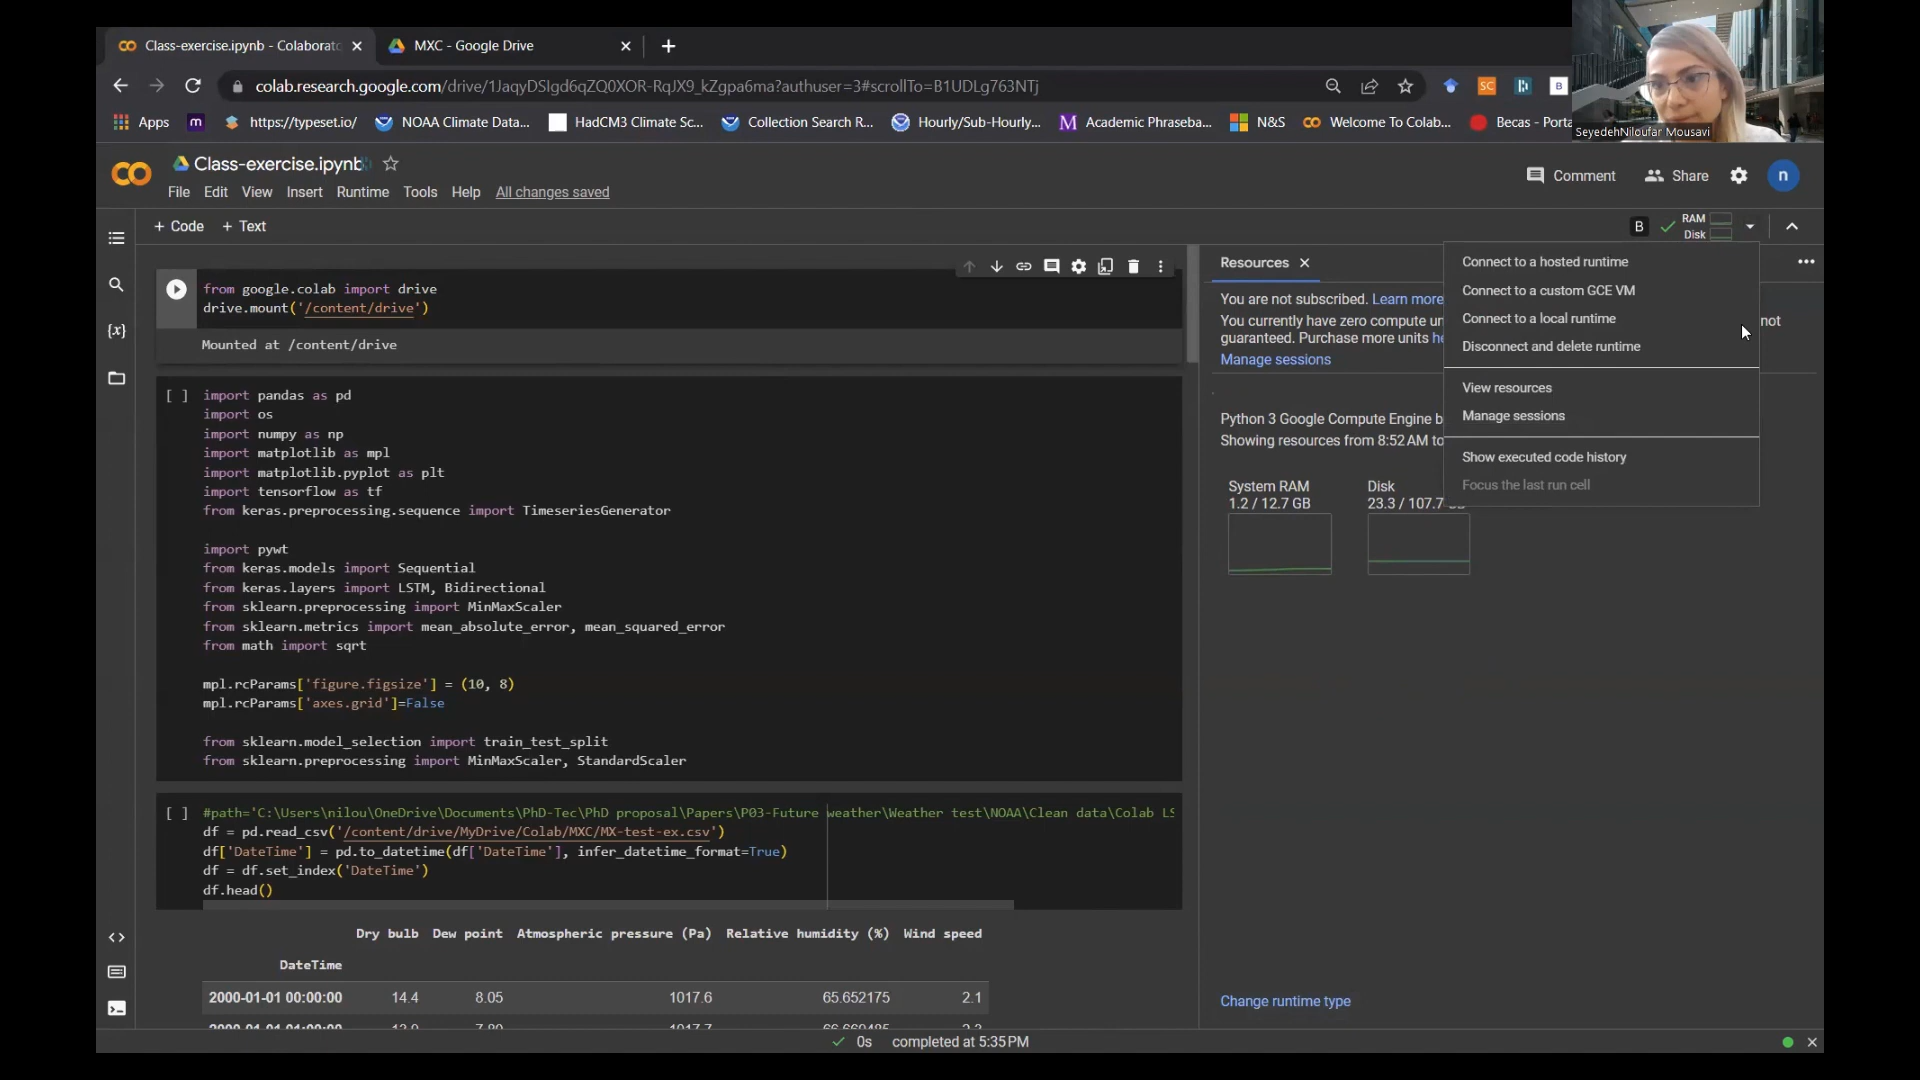 Class-exercise.ipynb - Colaborato
MXC - Google Drive
colab.research.google.com/drive/1JaqyDSIgd6qZQ0XOR-RqJX9_kZgpa6ma?authuser=3#scrollTo=B1UDLg763NTj
Apps
m
https://typeset.io/
NOAA Climate Data...
HadCM3 Climate Sc...
Collection Search R...
Hourly/Sub-Hourly...
M
Academic Phraseba...
N&S
Welcome To Colab...
Becas - Porta
SC
B
SeyedehNiloufar Mousavi
Class-exercise.ipynb
Comment
Share
n
File Edit View Insert Runtime Tools Help All changes saved
+ Code + Text
B
RAM
Disk
from google.colab import drive
drive.mount('/content/drive')
Mounted at /content/drive
[ ] import pandas as pd
import os
import numpy as np
import matplotlib as mpl
import matplotlib.pyplot as plt
import tensorflow as tf
from keras.preprocessing.sequence import TimeseriesGenerator
import pywt
from keras.models import Sequential
from keras.layers import LSTM, Bidirectional
from sklearn.preprocessing import MinMaxScaler
from sklearn.metrics import mean_absolute_error, mean_squared_error
from math import sqrt
mpl.rcParams['figure.figsize'] = (10, 8)
mpl.rcParams['axes.grid']=False
from sklearn.model_selection import train_test_split
from sklearn.preprocessing import MinMaxScaler, StandardScaler
[ ] #path='C:\Users\nilou\OneDrive\Documents\PhD-Tec\PhD proposal\Papers\P03-Future weather\Weather test\NOAA\Clean data\Colab LS
df = pd.read_csv('/content/drive/MyDrive/Colab/MXC/MX-test-ex.csv')
df['DateTime'] = pd.to_datetime(df['DateTime'], infer_datetime_format=True)
df = df.set_index('DateTime')
df.head()
Dry bulb Dew point Atmospheric pressure (Pa) Relative humidity (%) Wind speed
DateTime
2000-01-01 00:00:00 14.4 8.05 1017.6 65.652175 2.1
Resources
You are not subscribed. Learn more
You currently have zero compute un
not
guaranteed. Purchase more units he
Manage sessions
Python 3 Google Compute Engine b
Showing resources from 8:52 AM to
System RAM
1.2 / 12.7 GB
Disk
23.3 / 107.7 GB
Connect to a hosted runtime
Connect to a custom GCE VM
Connect to a local runtime
Disconnect and delete runtime
View resources
Manage sessions
Show executed code history
Focus the last run cell
Change runtime type
0s completed at 5:35 PM